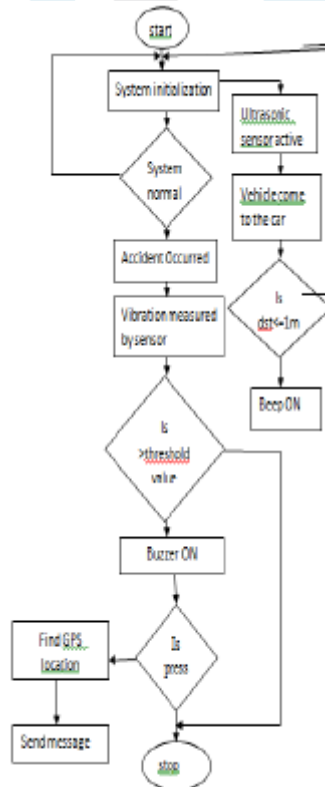 start
System initialization
Ultrasonic
sensor active
System
normal
Vehicle come
to the car
Accident Occurred
Is
dst<=1m
Vibration measured
by sensor
Beep ON
Is
>threshold
value
Buzzer ON
Is
press
Find GPS
location
Send message
stop